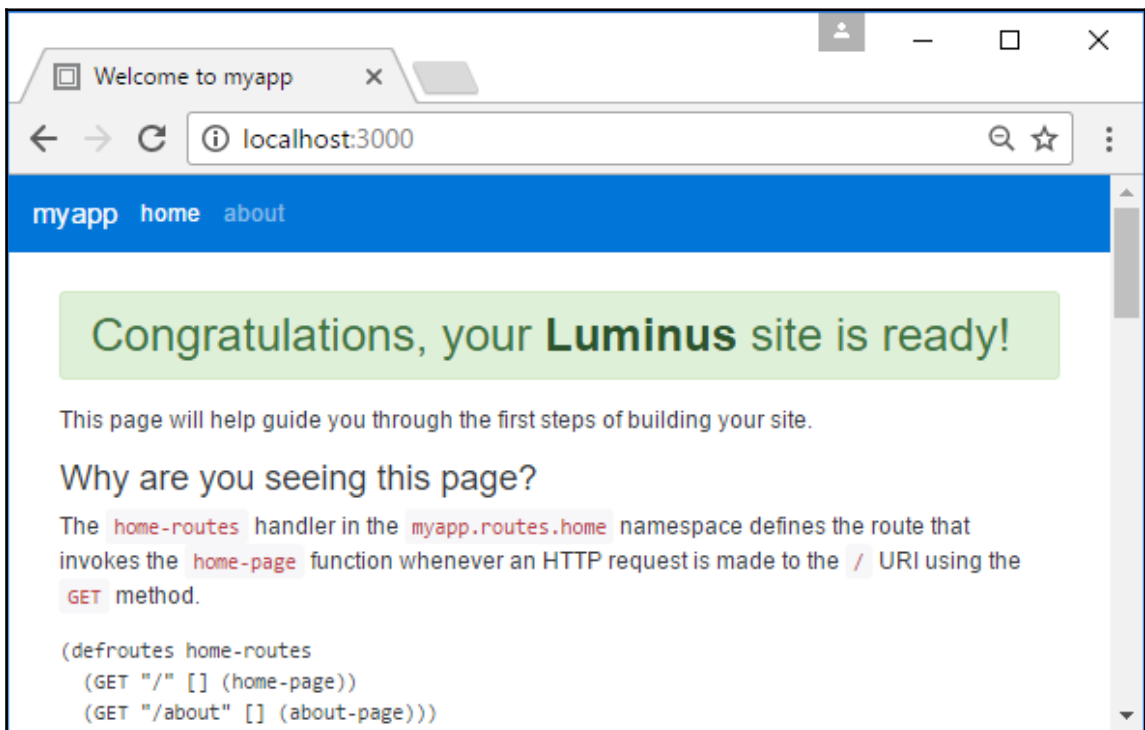 Welcome to myapp
localhost:3000
myapp home about
Congratulations, your Luminus site is ready!
This page will help guide you through the first steps of building your site.
Why are you seeing this page?
The home-routes handler in the myapp.routes.home namespace defines the route that
invokes the home-page function whenever an HTTP request is made to the / URI using the
GET method.
(defroutes home-routes
  (GET "/" [] (home-page))
  (GET "/about" [] (about-page)))